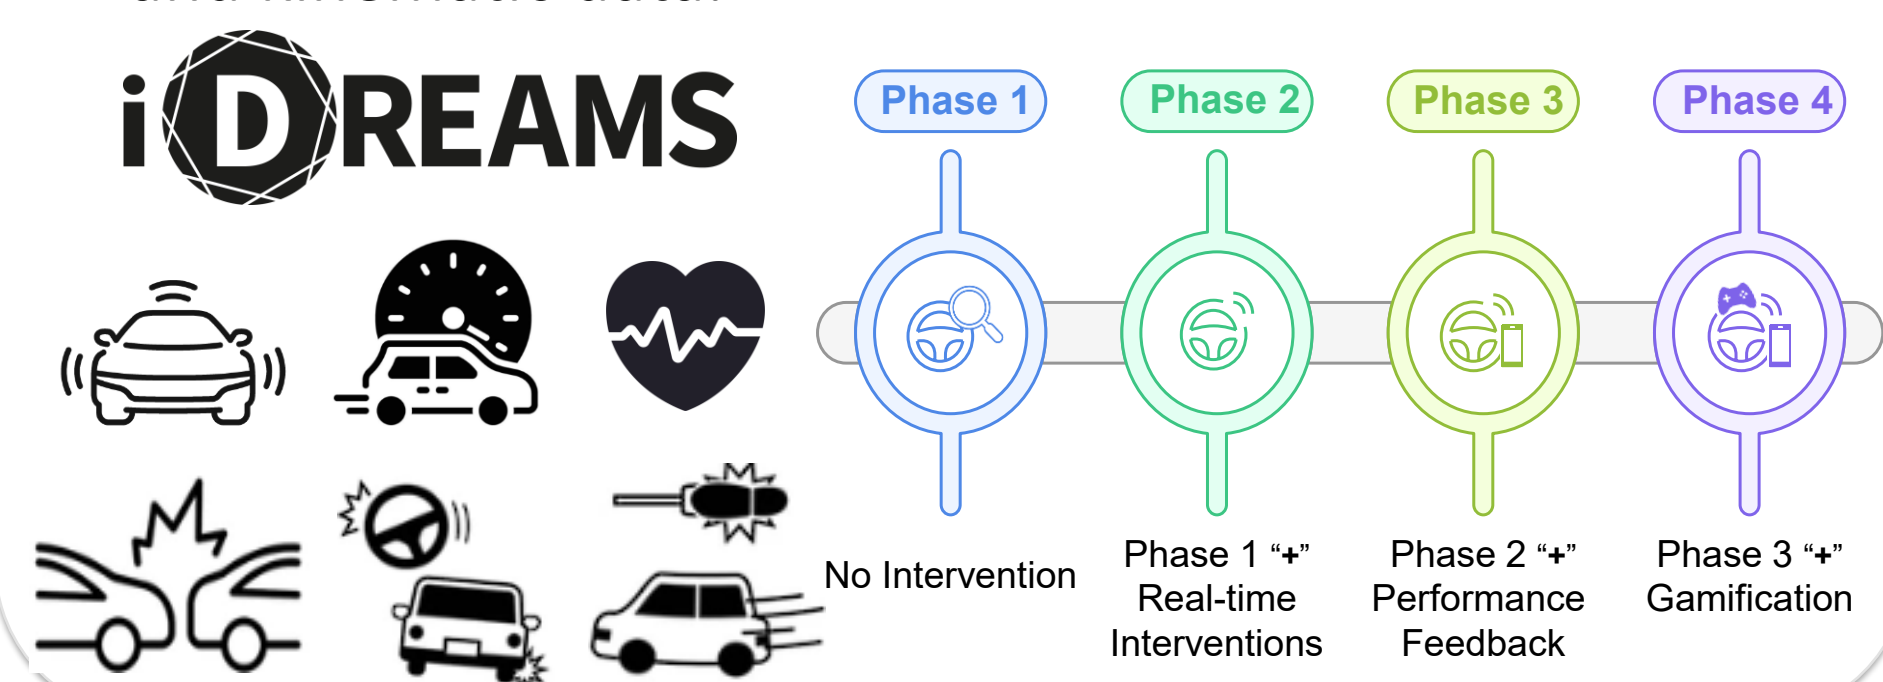 iDREAMS
Phase 1
Phase 2
Phase 3
Phase 4
No Intervention
Phase 1 “+”
Real-time
Interventions
Phase 2 “+”
Performance
Feedback
Phase 3 “+”
Gamification